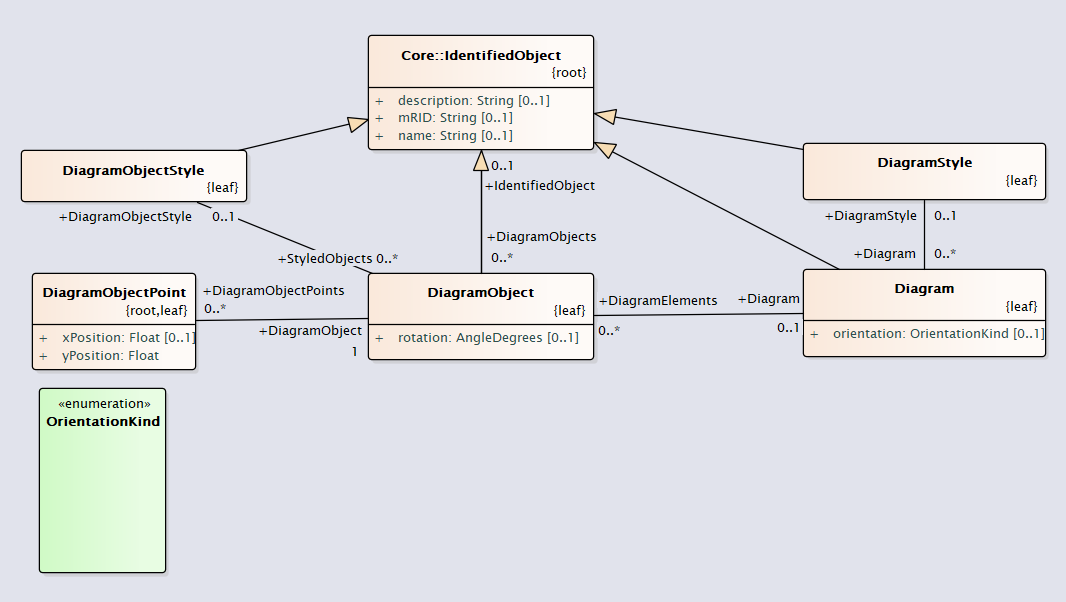 Core::IdentifiedObject
{root}
+ description: String [0..1]
+ mRID: String [0..1]
+ name: String [0..1]
DiagramObjectStyle
{leaf}
DiagramStyle
{leaf}
0..1
+IdentifiedObject
+DiagramObjectStyle 0..1
+DiagramStyle 0..1
+DiagramObjects
0..*
+StyledObjects 0..*
+Diagram 0..*
DiagramObjectPoint
{root,leaf}
+ xPosition: Float [0..1]
+ yPosition: Float
+DiagramObjectPoints
0..*
+DiagramObject
1
DiagramObject
{leaf}
+ rotation: AngleDegrees [0..1]
+DiagramElements
0..*
+Diagram
0..1
Diagram
{leaf}
+ orientation: OrientationKind [0..1]
«enumeration»
OrientationKind